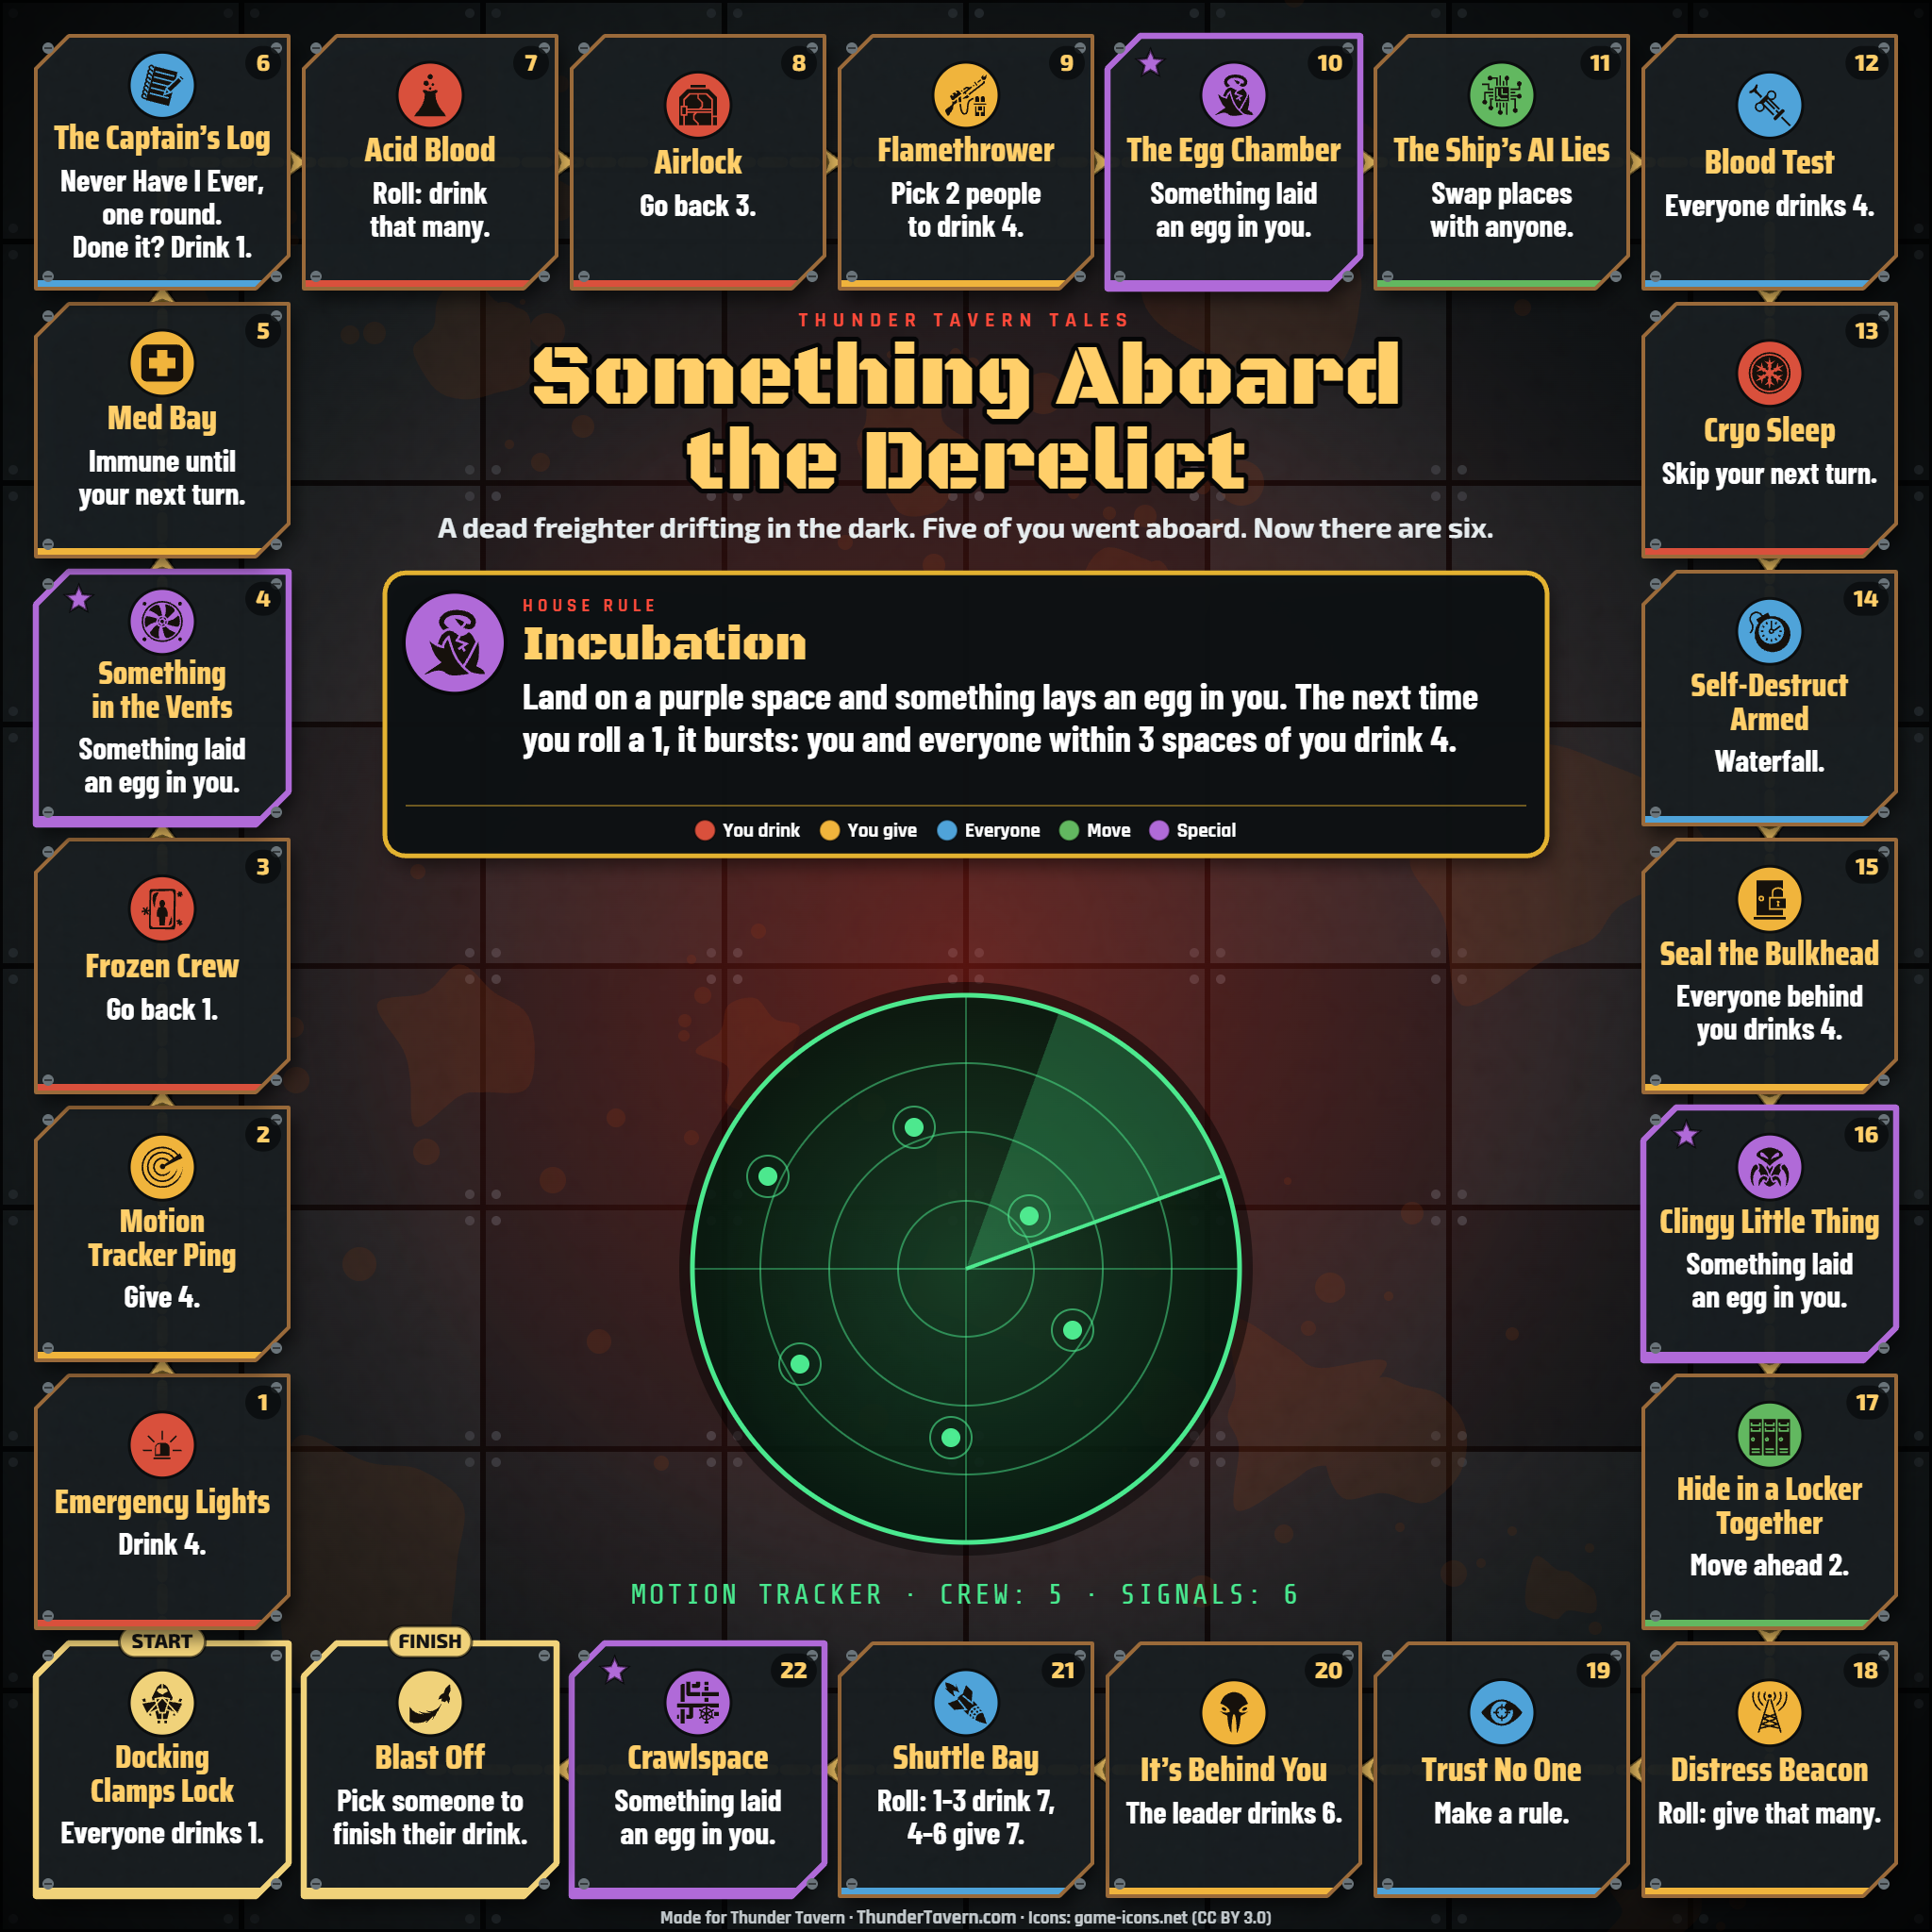 6
The Captain's Log
Never Have I Ever,
one round.
Done it? Drink 1.
7
Acid Blood
Roll: drink
that many.
8
Airlock
Go back 3.
9
Flamethrower
Pick 2 people
to drink 4.
10
The Egg Chamber
Something laid
an egg in you.
11
The Ship's AI Lies
Swap places
with anyone.
12
Blood Test
Everyone drinks 4.
5
Med Bay
Immune until
your next turn.
THUNDER TAVERN TALES
Something Aboard
the Derelict
A dead freighter drifting in the dark. Five of you went aboard. Now there are six.
13
Cryo Sleep
Skip your next turn.
4
Something
in the Vents
Something laid
an egg in you.
HOUSE RULE
Incubation
Land on a purple space and something lays an egg in you. The next time
you roll a 1, it bursts: you and everyone within 3 spaces of you drink 4.
You drink
You give
Everyone
Move
Special
14
Self-Destruct
Armed
Waterfall.
3
Frozen Crew
Go back 1.
15
Seal the Bulkhead
Everyone behind
you drinks 4.
2
Motion
Tracker Ping
Give 4.
16
Clingy Little Thing
Something laid
an egg in you.
1
Emergency Lights
Drink 4.
17
Hide in a Locker
Together
Move ahead 2.
MOTION TRACKER · CREW: 5 · SIGNALS: 6
START
Docking
Clamps Lock
Everyone drinks 1.
FINISH
Blast Off
Pick someone to
finish their drink.
22
Crawlspace
Something laid
an egg in you.
21
Shuttle Bay
Roll: 1-3 drink 7,
4-6 give 7.
20
It's Behind You
The leader drinks 6.
19
Trust No One
Make a rule.
18
Distress Beacon
Roll: give that many.
Made for Thunder Tavern · ThunderTavern.com · Icons: game-icons.net (CC BY 3.0)